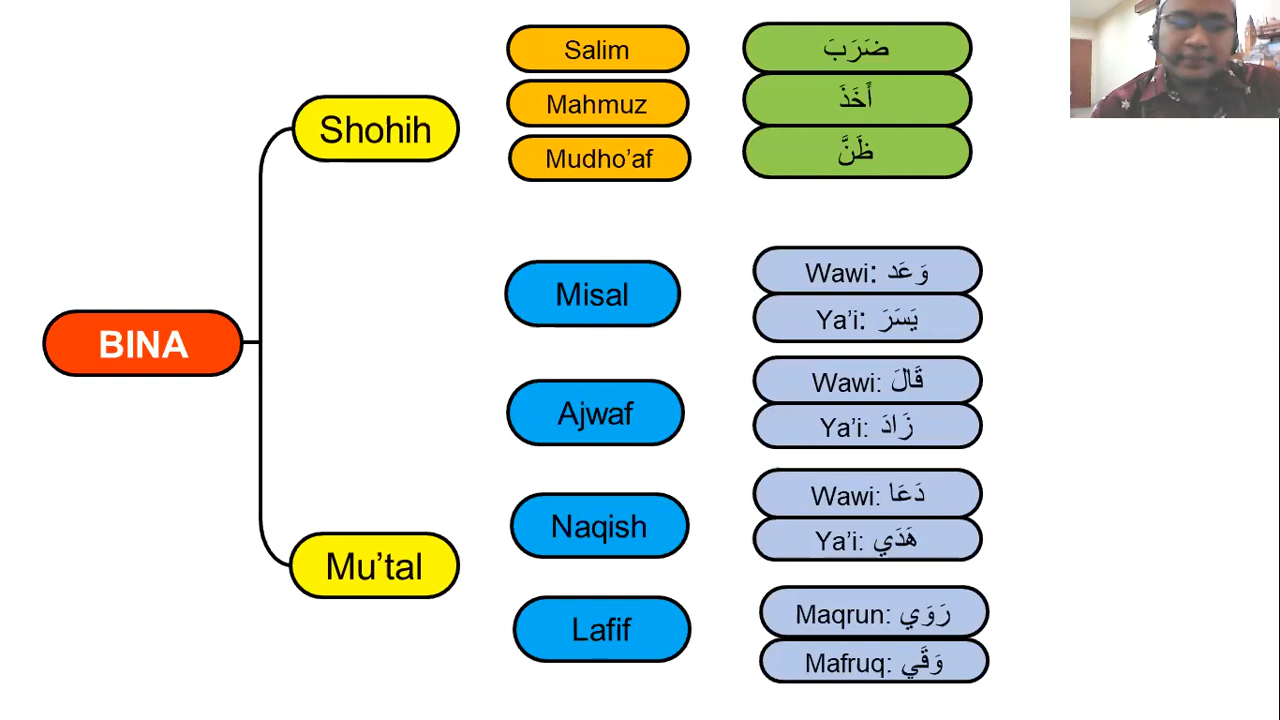 BINA
Shohih
Salim
ضَرَبَ
Mahmuz
أَخَذَ
Mudho’af
ظَنَّ
Mu’tal
Misal
Wawi: وَعَد
Ya’i: يَسَرَ
Ajwaf
Wawi: قَالَ
Ya’i: زَادَ
Naqish
Wawi: دَعَا
Ya’i: هَدَي
Lafif
Maqrun: رَوَي
Mafruq: وَقَي